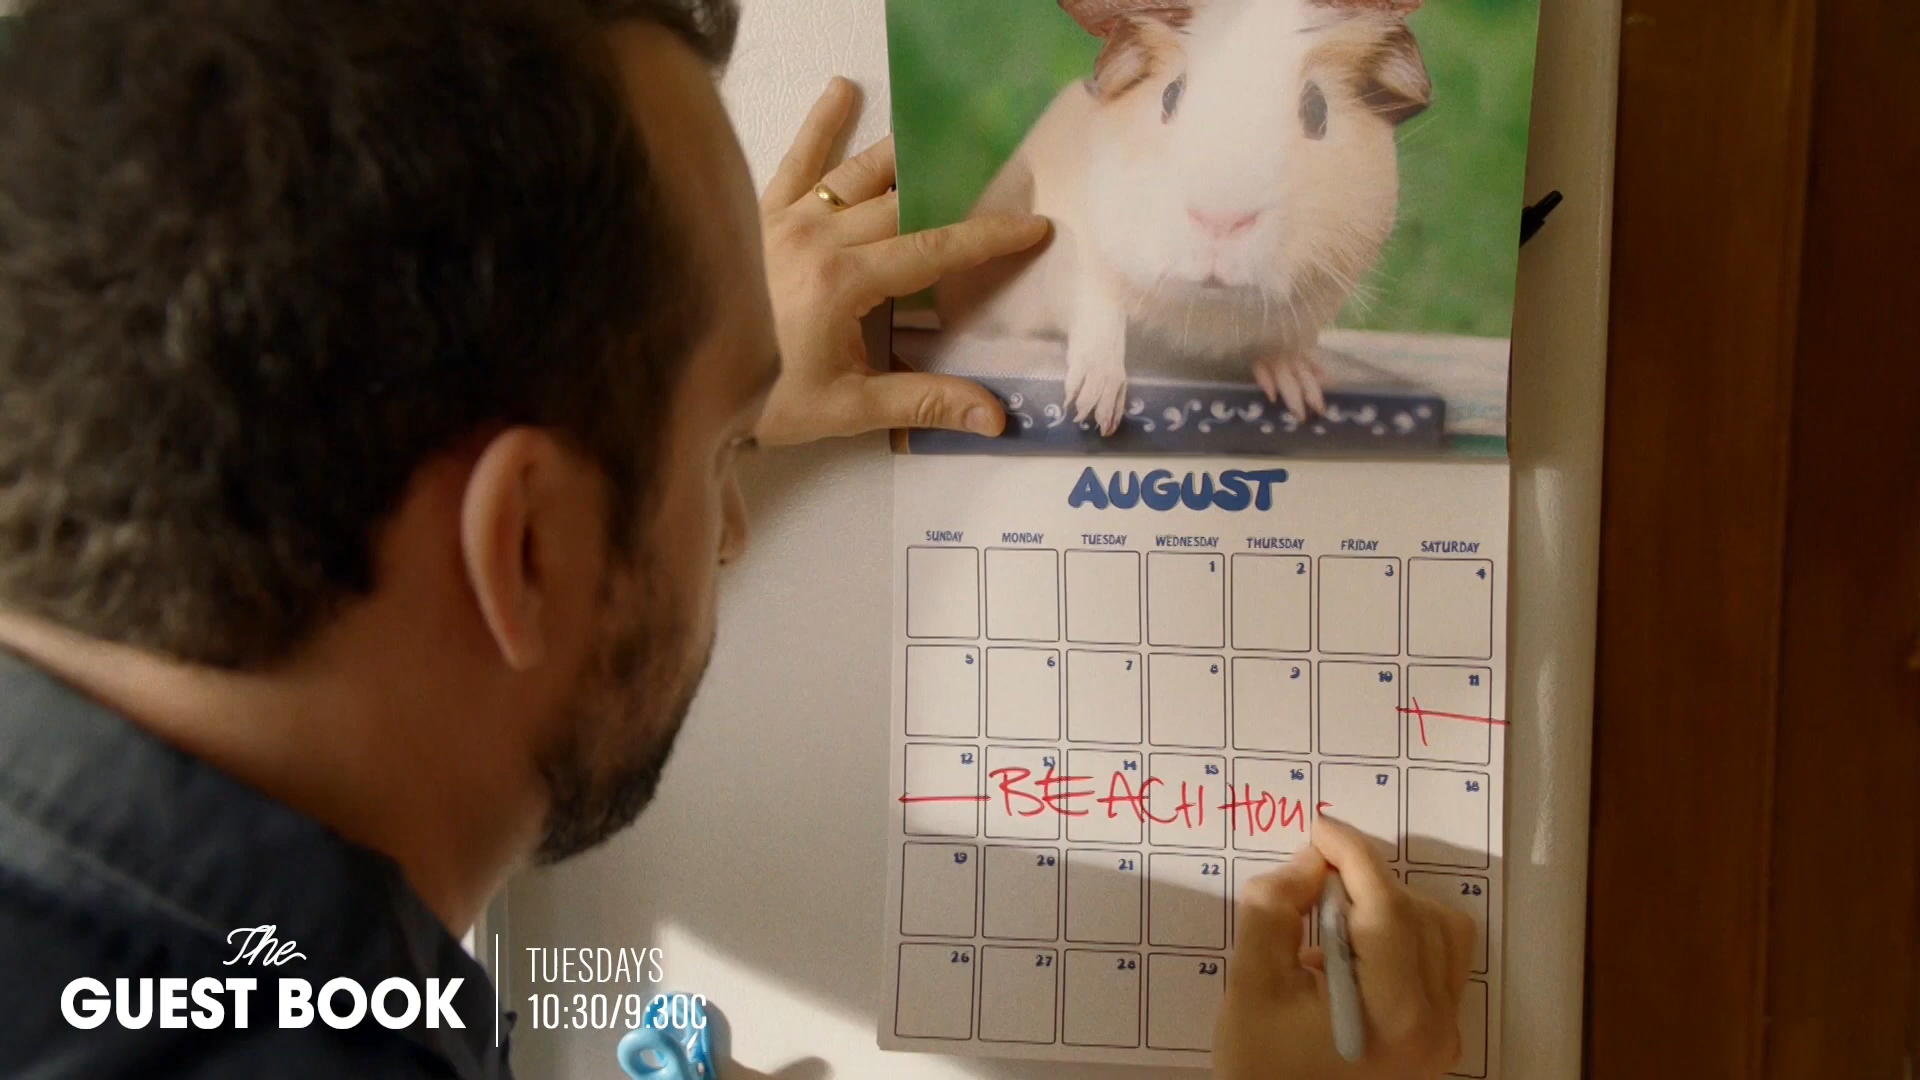 AUGUST
SUNDAY MONDAY TUESDAY WEDNESDAY THURSDAY FRIDAY SATURDAY
1 2 3 4
5 6 7 8 9 10 11
12 13 14 15 16 17 18
BEACH HOUS
19 20 21 22 25
26 27 28 29
The
GUEST BOOK
TUESDAYS
10:30/9:30C